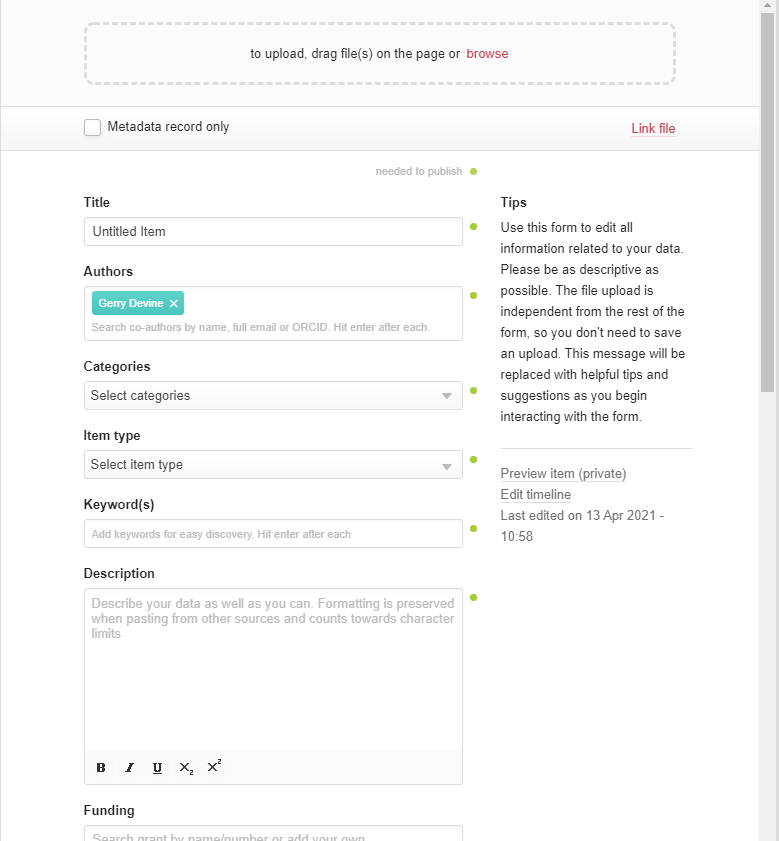 to upload, drag file(s) on the page or browse
Metadata record only
Link file
needed to publish
Title
Untitled Item
Authors
Gerry Devine ×
Search co-authors by name, full email or ORCID. Hit enter after each.
Categories
Select categories
Item type
Select item type
Keyword(s)
Add keywords for easy discovery. Hit enter after each
Description
Describe your data as well as you can. Formatting is preserved
when pasting from other sources and counts towards character
limits
B I U X₂ X²
Funding
Search grant by name/number or add your own
Tips
Use this form to edit all
information related to your data.
Please be as descriptive as
possible. The file upload is
independent from the rest of the
form, so you don't need to save
an upload. This message will be
replaced with helpful tips and
suggestions as you begin
interacting with the form.
Preview item (private)
Edit timeline
Last edited on 13 Apr 2021 -
10:58